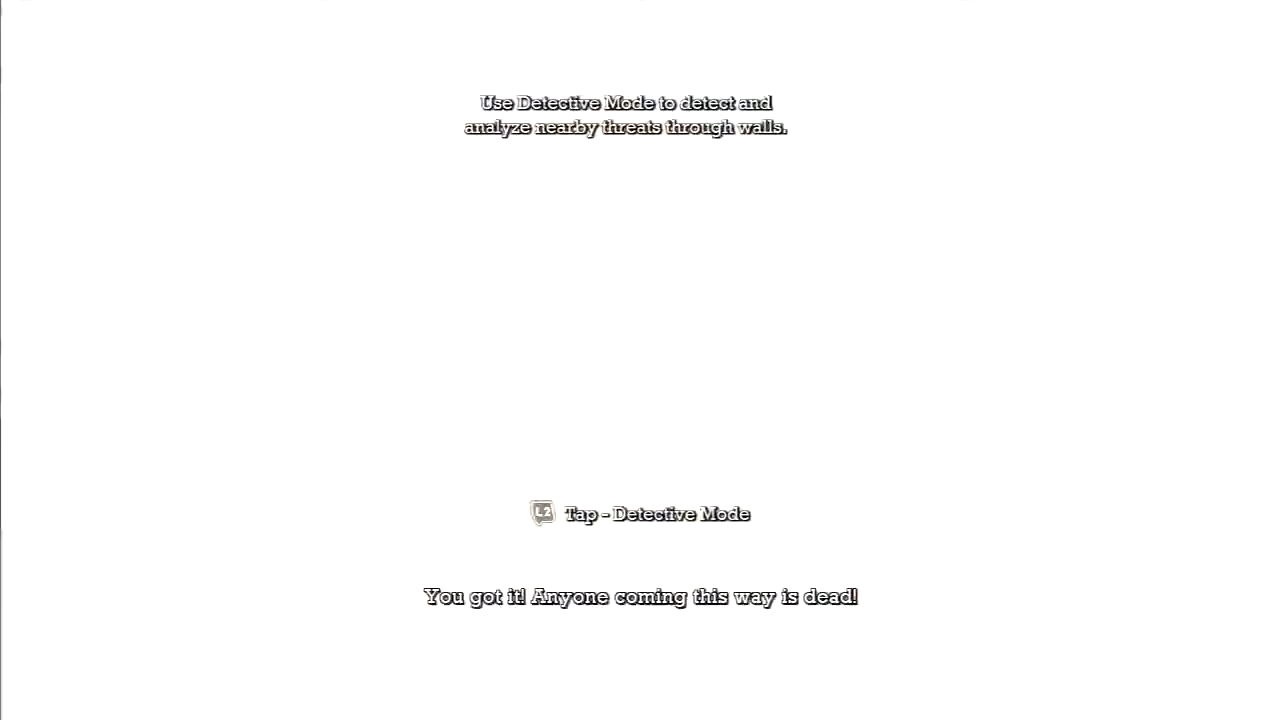 Use Detective Mode to detect and
analyze nearby threats through walls.
L2 Tap - Detective Mode
You got it! Anyone coming this way is dead!